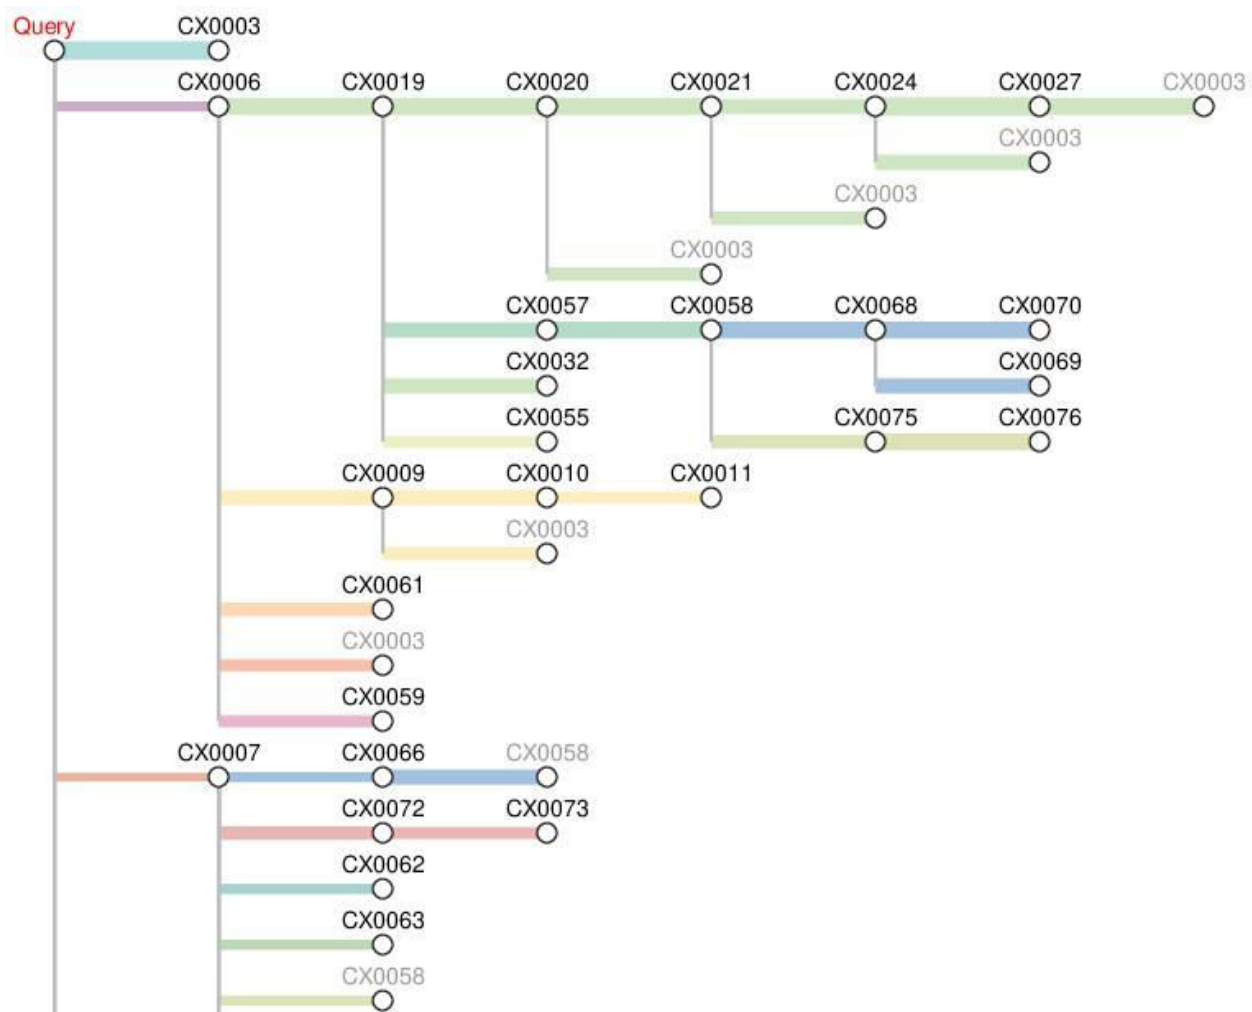 Query CX0003
CX0006 CX0019 CX0020 CX0021 CX0024 CX0027 CX0003
CX0003
CX0003
CX0003
CX0057 CX0058 CX0068 CX0070
CX0032 CX0069
CX0055 CX0075 CX0076
CX0009 CX0010 CX0011
CX0003
CX0061
CX0003
CX0059
CX0007 CX0066 CX0058
CX0072 CX0073
CX0062
CX0063
CX0058